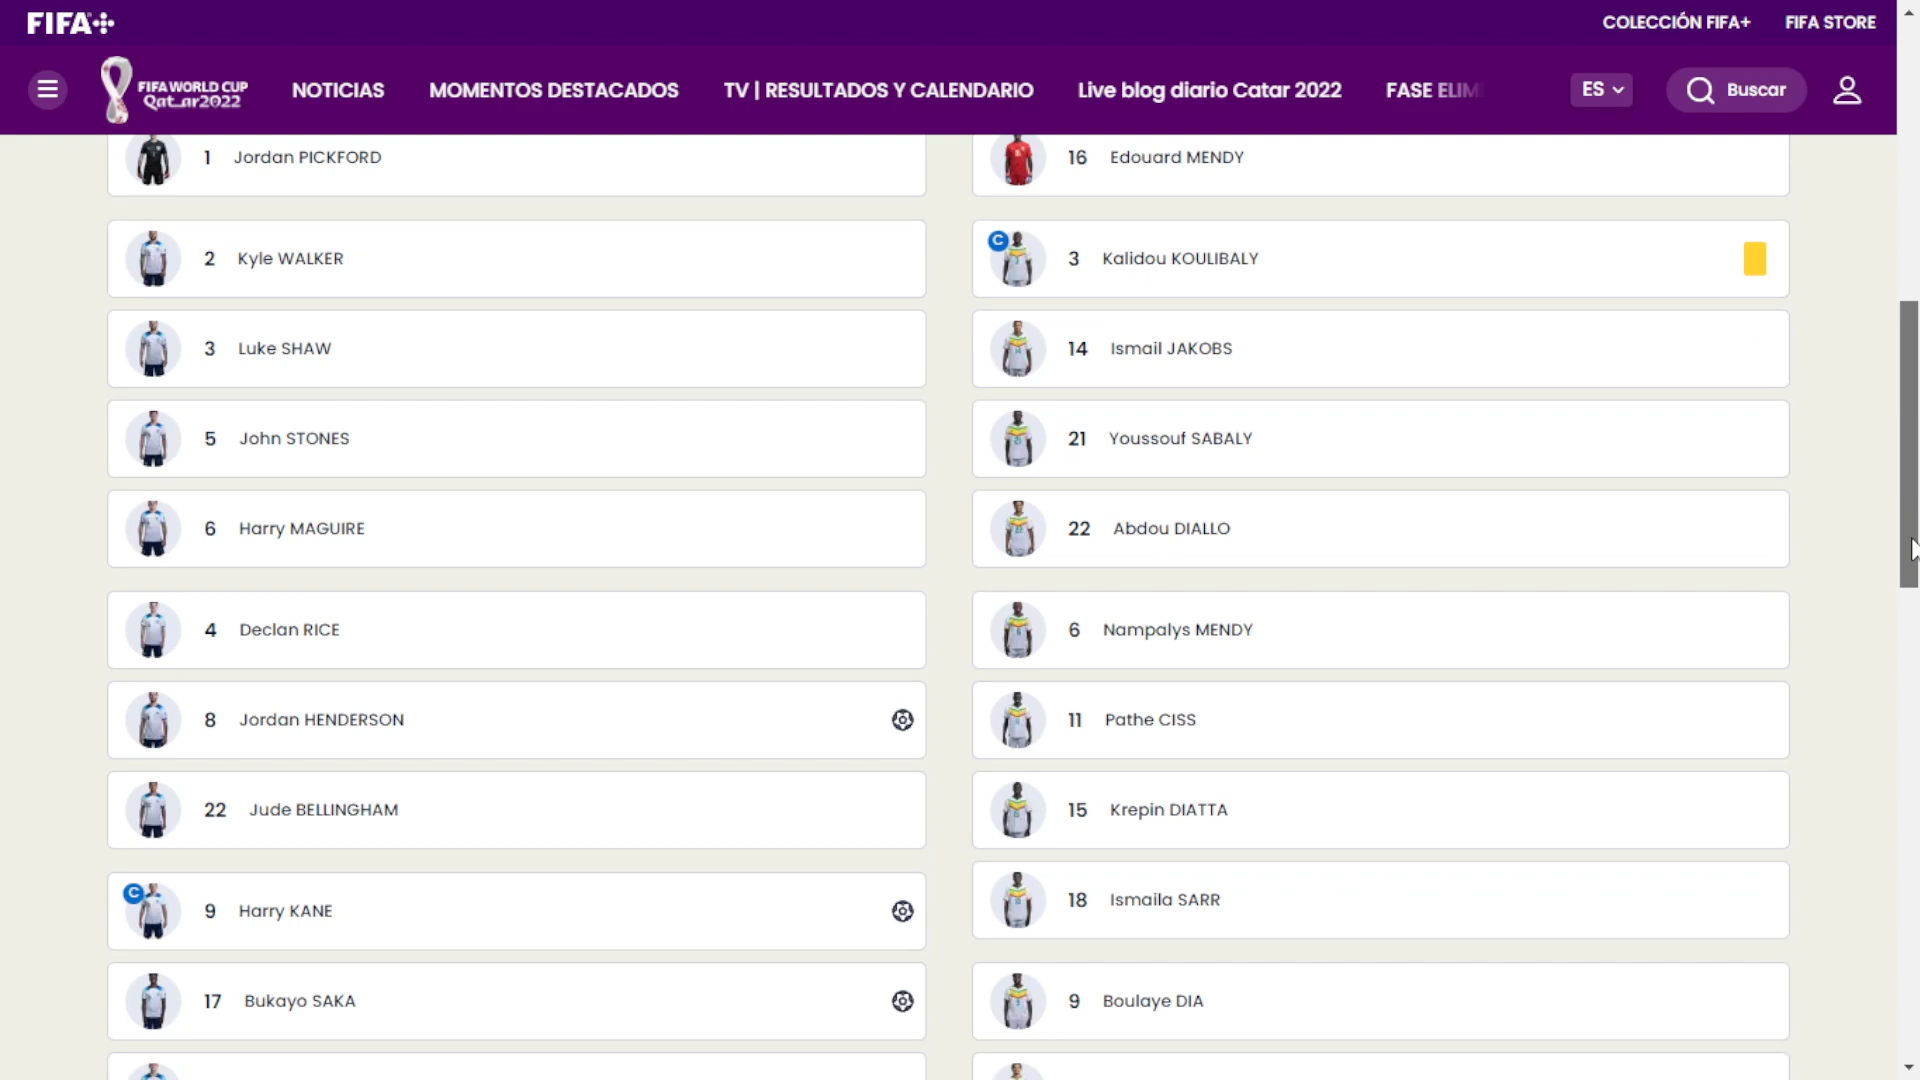 FIFA+
COLECCIÓN FIFA+
FIFA STORE
FIFA WORLD CUP
Qatar2022
NOTICIAS
MOMENTOS DESTACADOS
TV | RESULTADOS Y CALENDARIO
Live blog diario Catar 2022
FASE ELIM
ES
Buscar
1 Jordan PICKFORD
16 Edouard MENDY
2 Kyle WALKER
C 3 Kalidou KOULIBALY
3 Luke SHAW
14 Ismail JAKOBS
5 John STONES
21 Youssouf SABALY
6 Harry MAGUIRE
22 Abdou DIALLO
4 Declan RICE
6 Nampalys MENDY
8 Jordan HENDERSON
11 Pathe CISS
22 Jude BELLINGHAM
15 Krepin DIATTA
C 9 Harry KANE
18 Ismaila SARR
17 Bukayo SAKA
9 Boulaye DIA